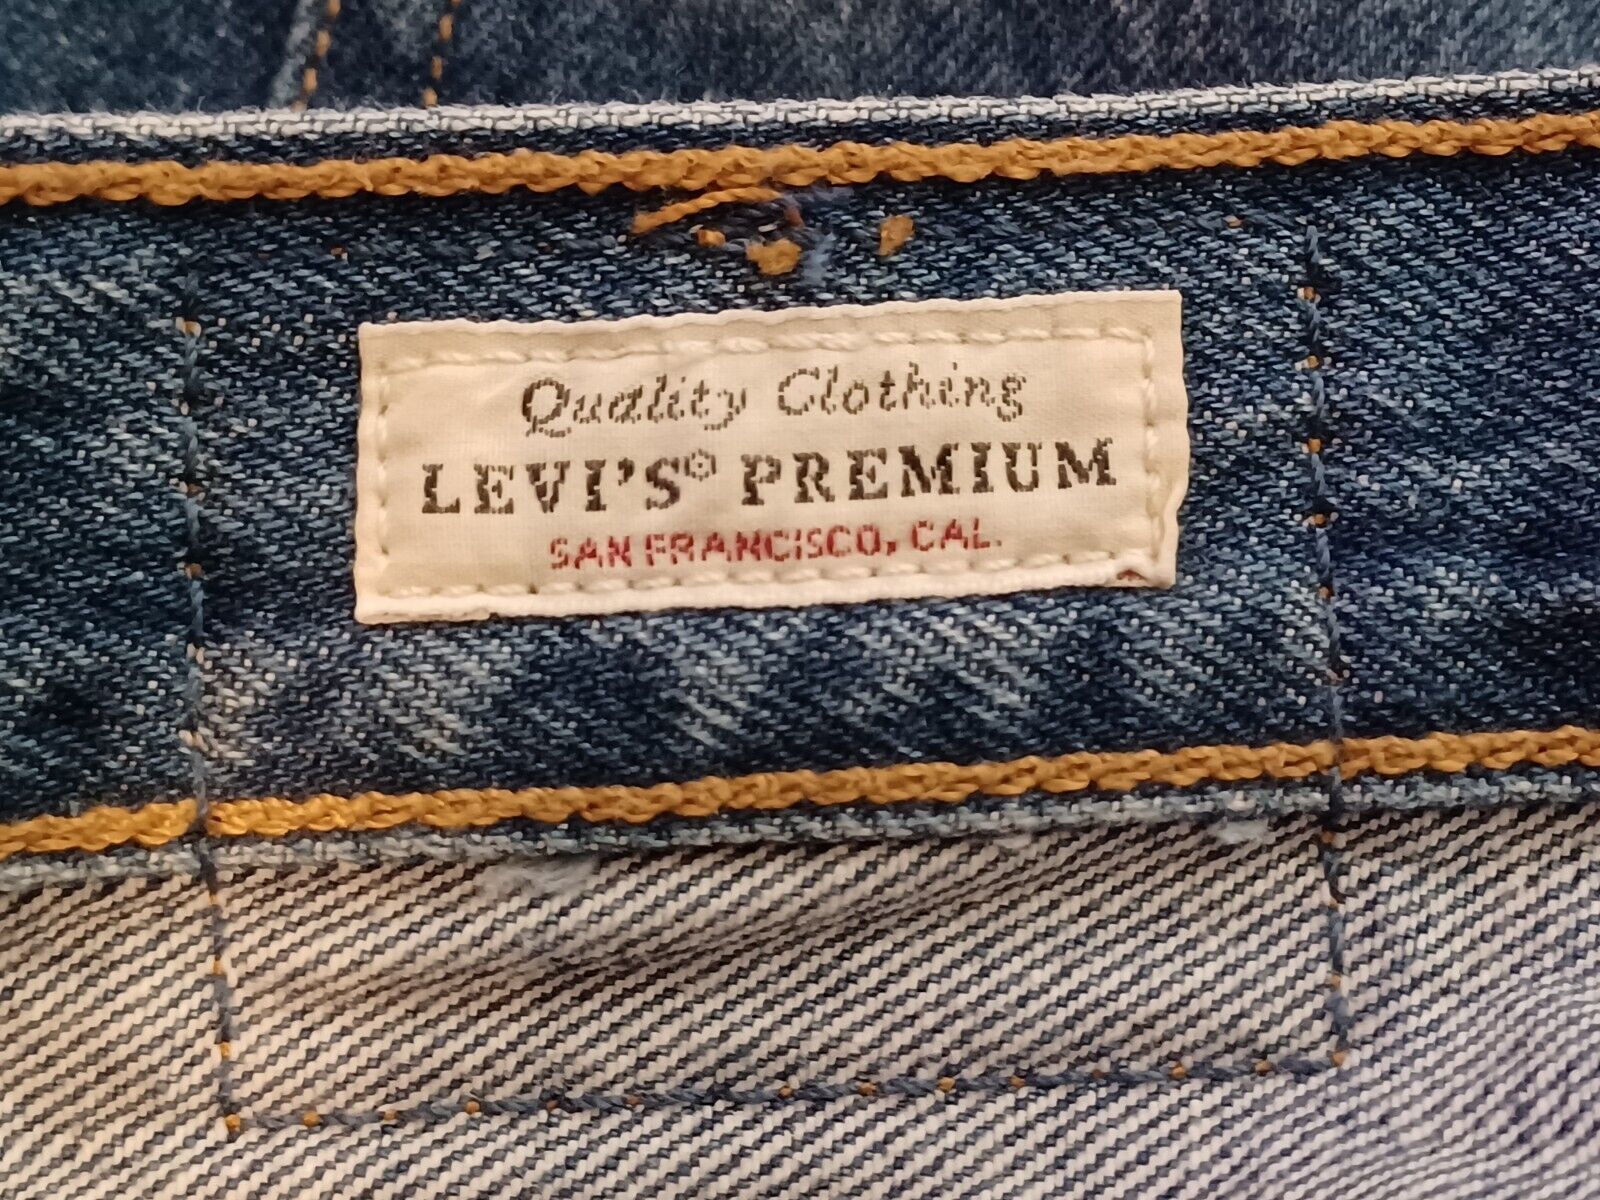 Quality Clothing
LEVI'S® PREMIUM
SAN FRANCISCO, CAL.